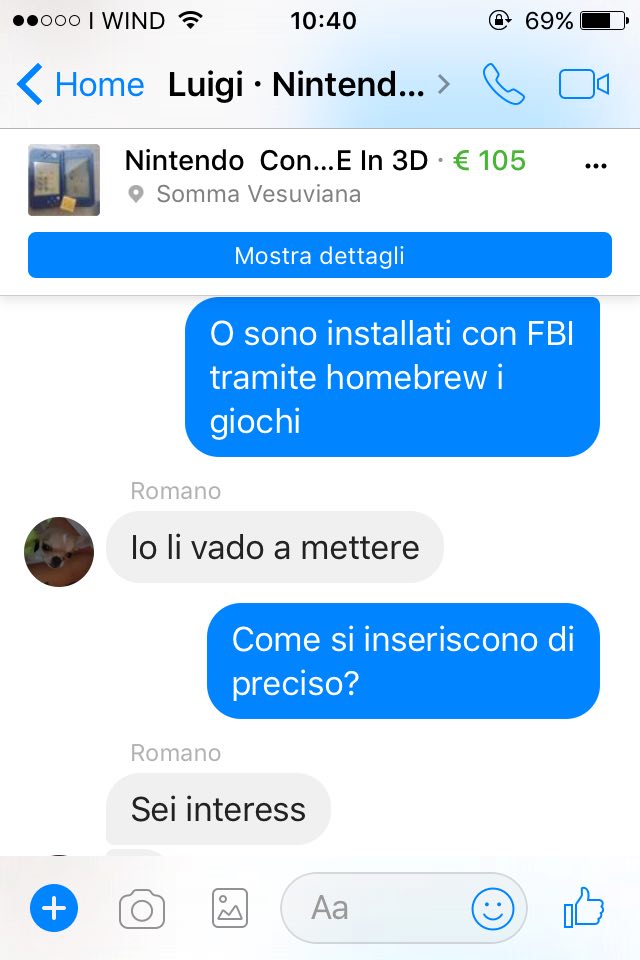 I WIND 10:40 69%
Home Luigi · Nintend...
Nintendo Con...E In 3D · € 105
Somma Vesuviana
Mostra dettagli
O sono installati con FBI
tramite homebrew i
giochi
Romano
Io li vado a mettere
Come si inseriscono di
preciso?
Romano
Sei interess
Aa